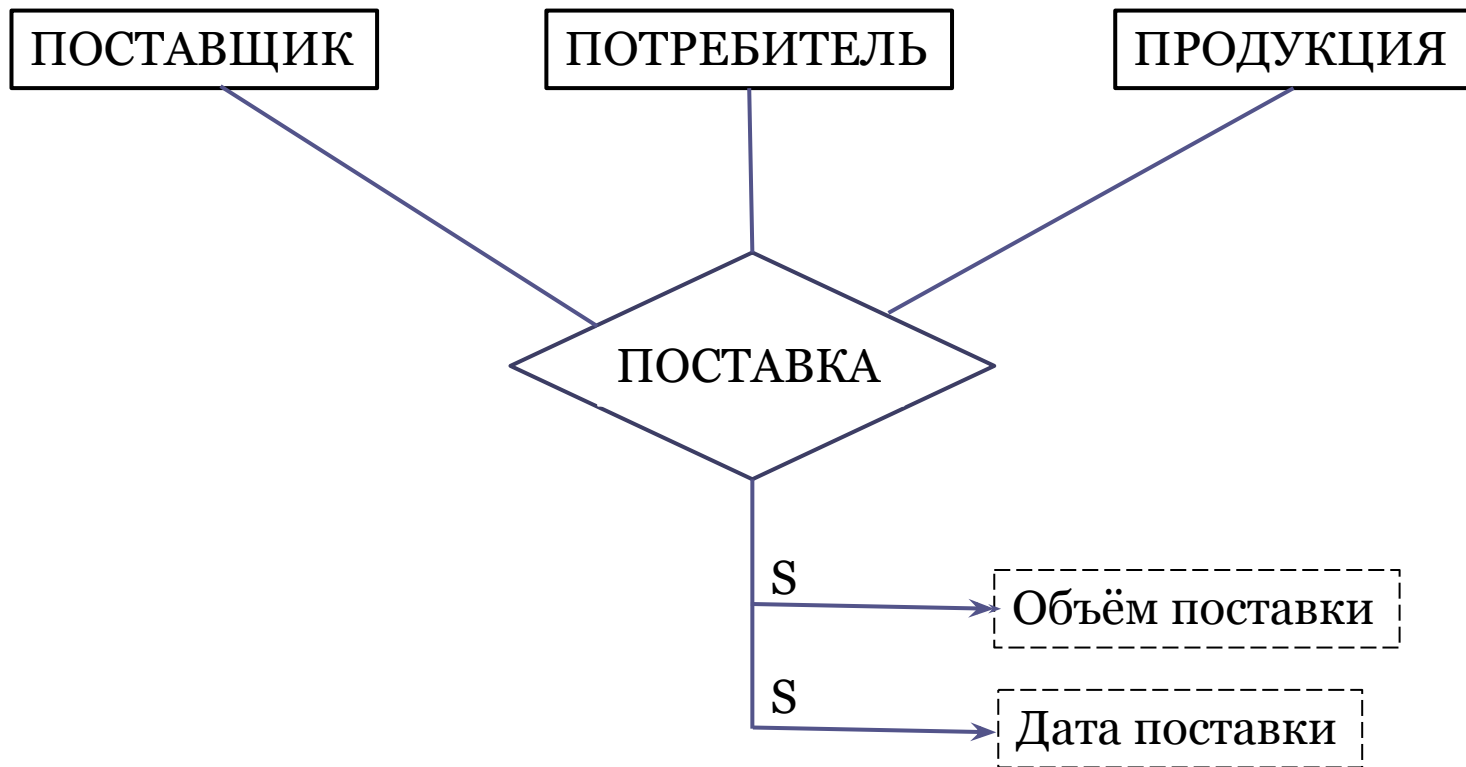 ПОСТАВЩИК
ПОТРЕБИТЕЛЬ
ПРОДУКЦИЯ
ПОСТАВКА
S
Объём поставки
S
Дата поставки